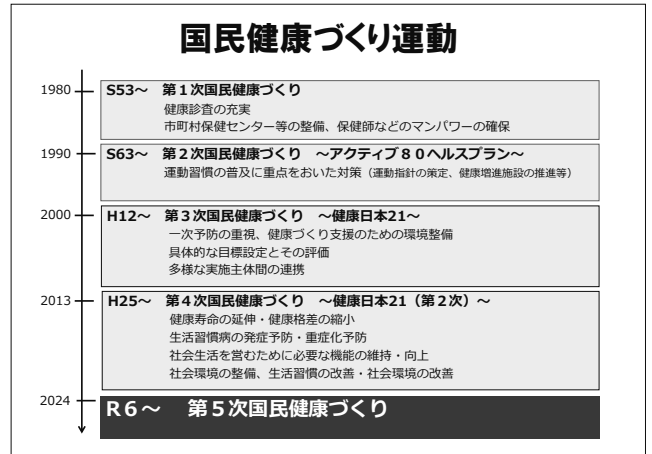 国民健康づくり運動
1980
S53～　第１次国民健康づくり
健康診査の充実
市町村保健センター等の整備、保健師などのマンパワーの確保
1990
S63～　第２次国民健康づくり　～アクティブ８０ヘルスプラン～
運動習慣の普及に重点をおいた対策（運動指針の策定、健康増進施設の推進等）
2000
H12～　第３次国民健康づくり　～健康日本21～
一次予防の重視、健康づくり支援のための環境整備
具体的な目標設定とその評価
多様な実施主体間の連携
2013
H25～　第４次国民健康づくり　～健康日本21（第２次）～
健康寿命の延伸・健康格差の縮小
生活習慣病の発症予防・重症化予防
社会生活を営むために必要な機能の維持・向上
社会環境の整備、生活習慣の改善・社会環境の改善
2024
R６～　第５次国民健康づくり